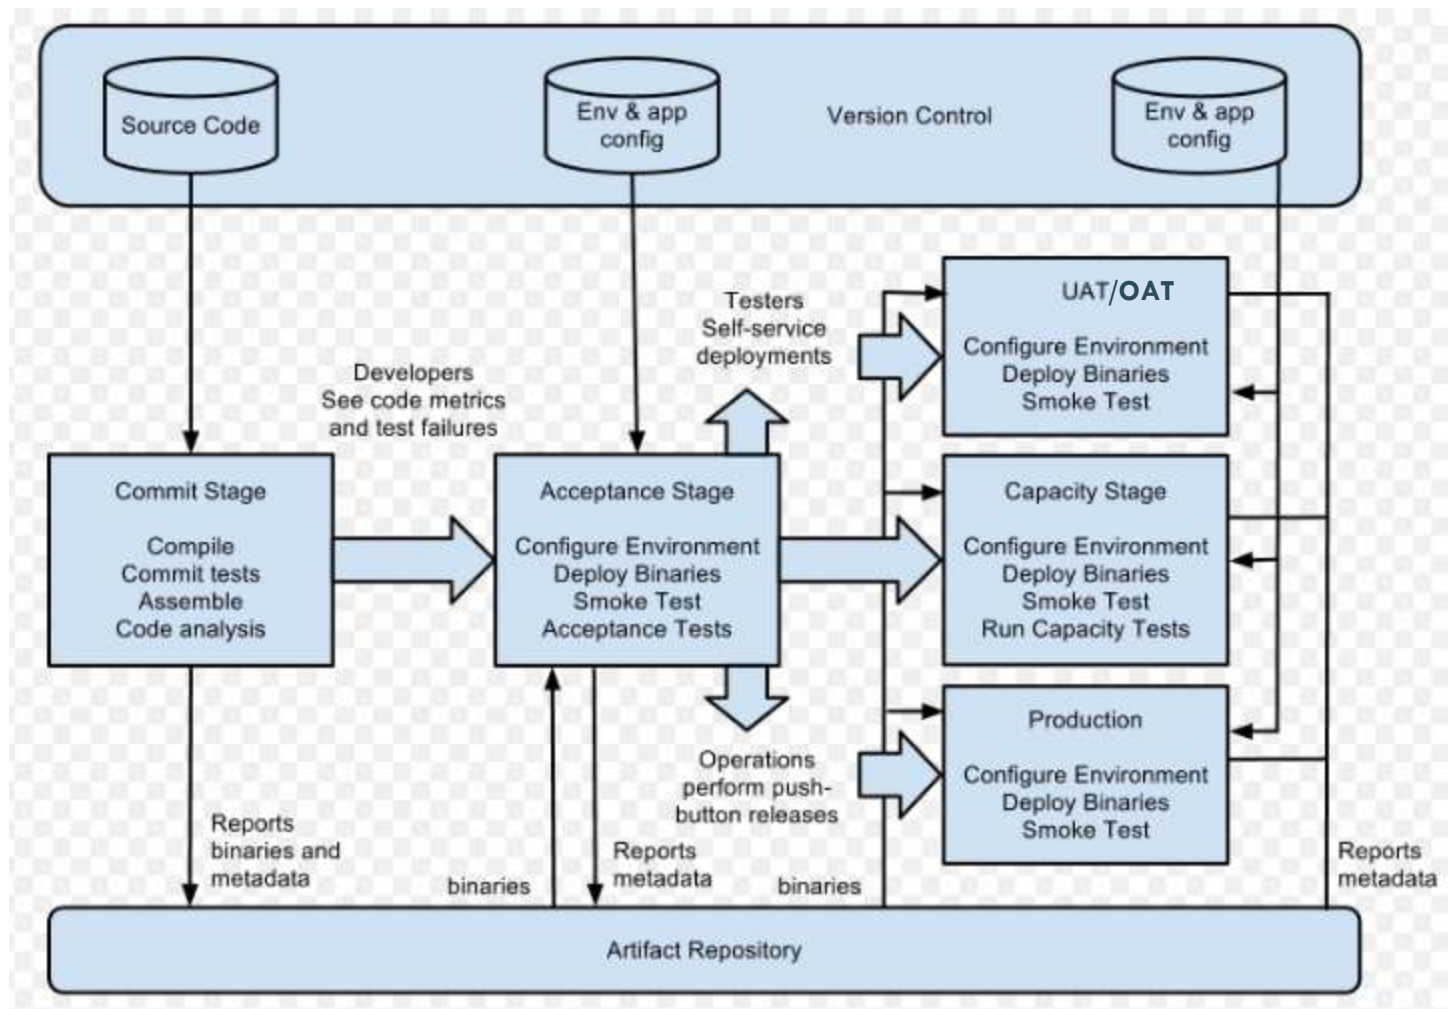 Source Code
Env & app
config
Version Control
Env & app
config
Testers
Self-service
deployments
UAT/OAT
Configure Environment
Deploy Binaries
Smoke Test
Developers
See code metrics
and test failures
Commit Stage
Compile
Commit tests
Assemble
Code analysis
Acceptance Stage
Configure Environment
Deploy Binaries
Smoke Test
Acceptance Tests
Capacity Stage
Configure Environment
Deploy Binaries
Smoke Test
Run Capacity Tests
Operations
perform push-
button releases
Production
Configure Environment
Deploy Binaries
Smoke Test
Reports
binaries and
metadata
binaries
Reports
metadata
binaries
Reports
metadata
Artifact Repository